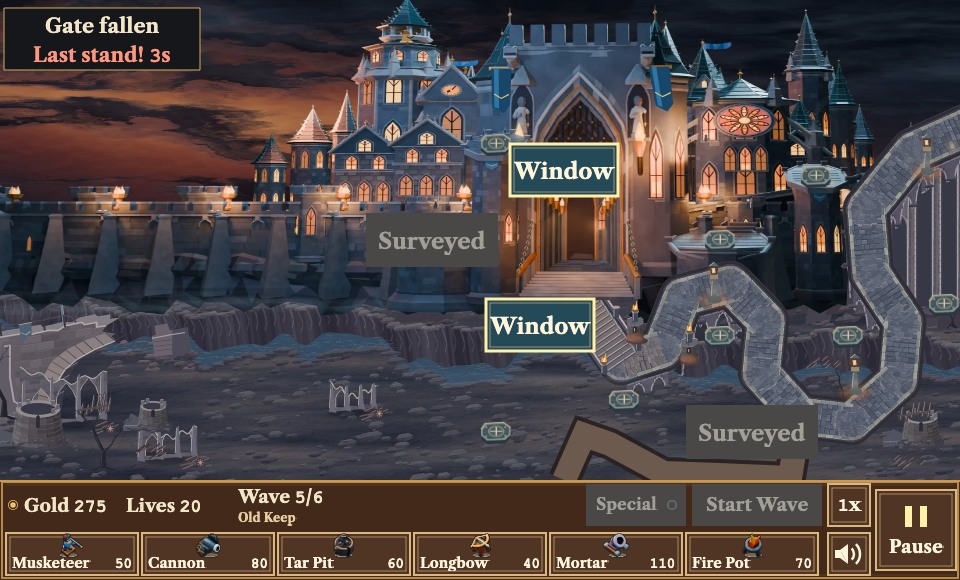 Gate fallen
Last stand! 3s
Window
Surveyed
Window
Surveyed
Gold 275 Lives 20 Wave 5/6
Old Keep
Special Start Wave 1x
Pause
Musketeer 50 Cannon 80 Tar Pit 60 Longbow 40 Mortar 110 Fire Pot 70